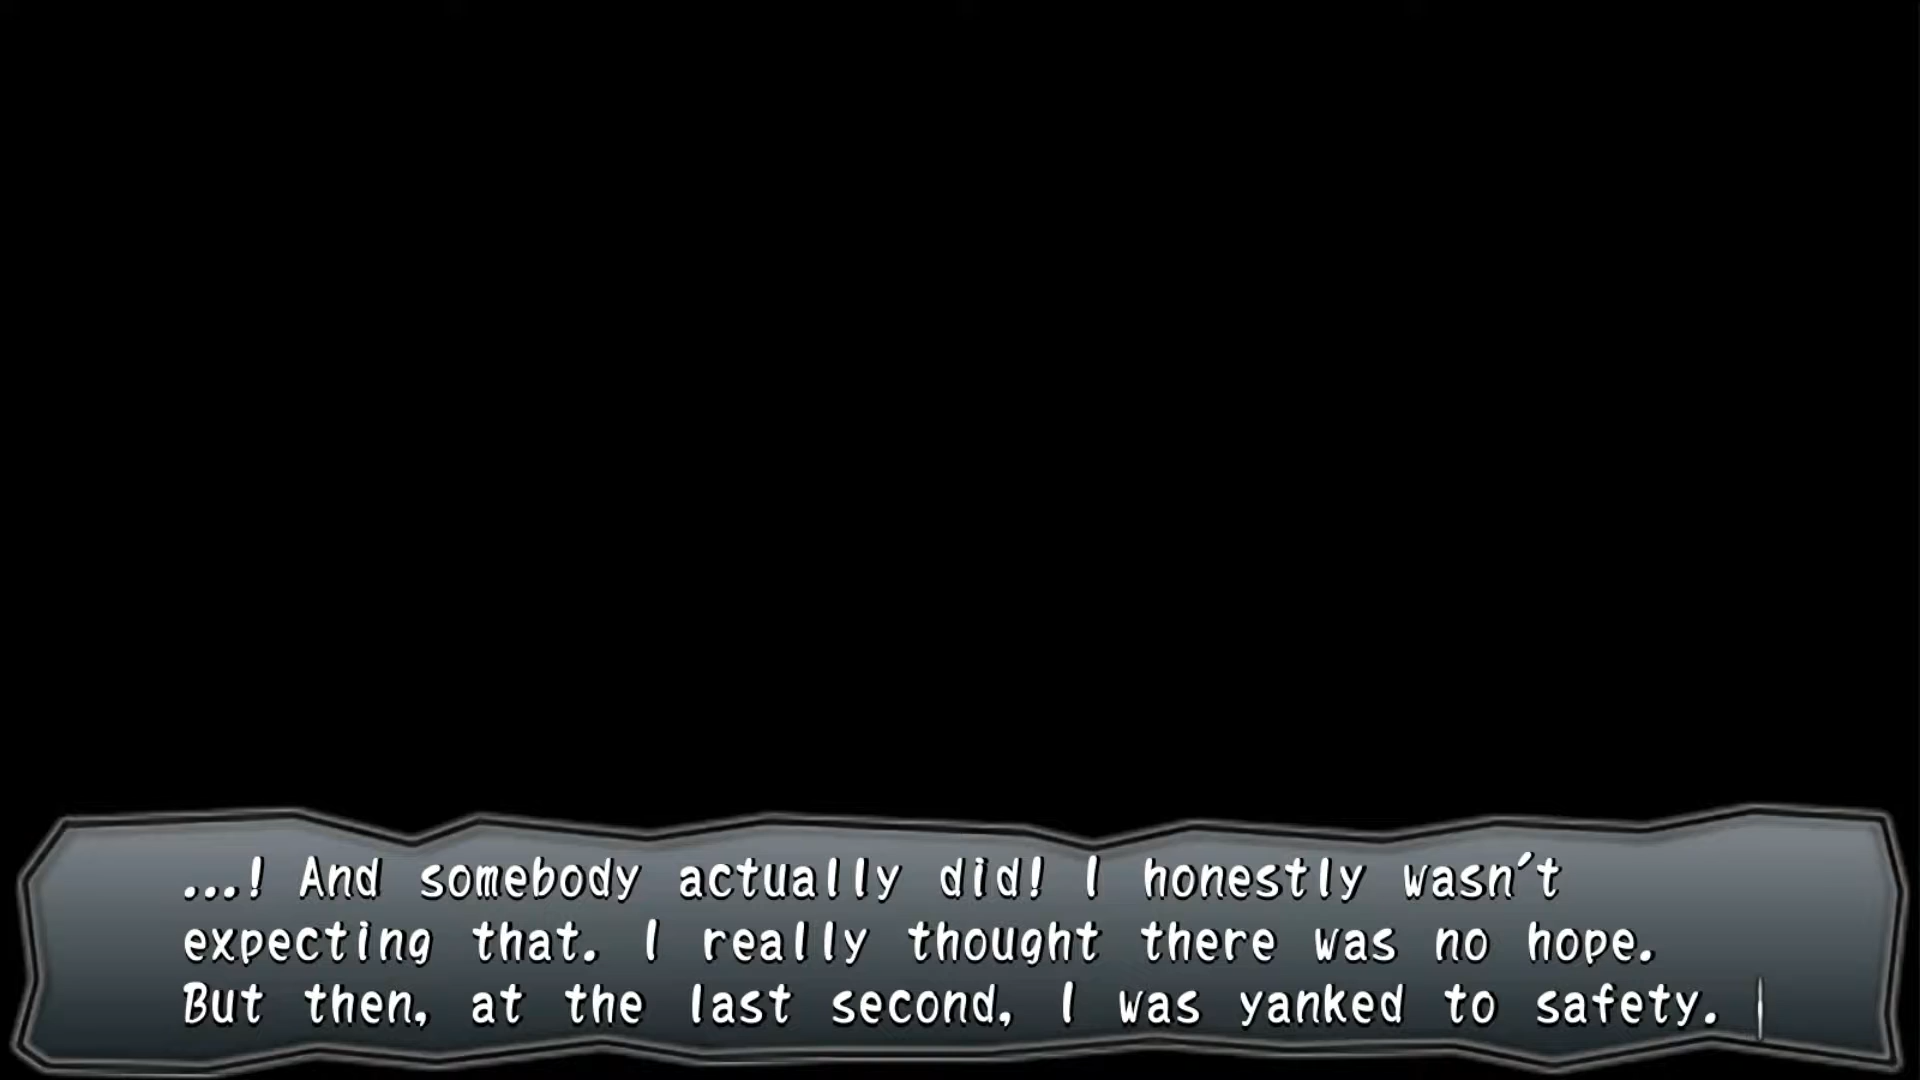 ...! And somebody actually did! I honestly wasn't
expecting that. I really thought there was no hope.
But then, at the last second, I was yanked to safety.